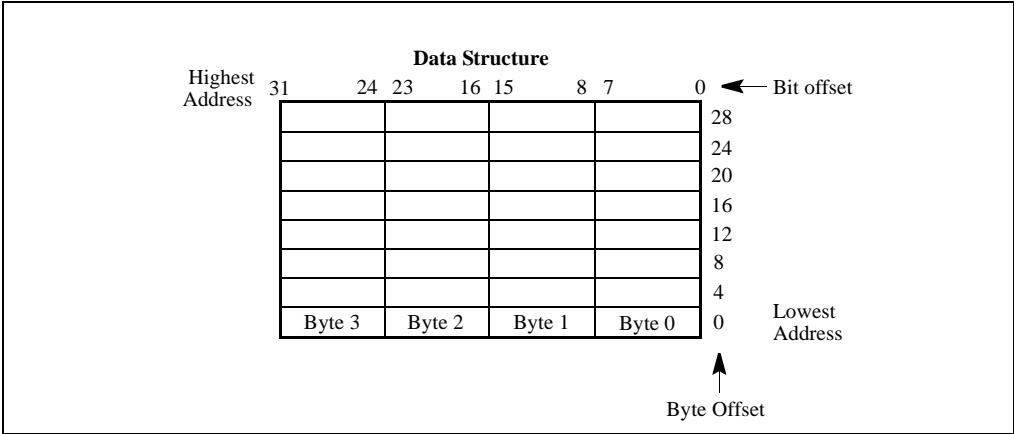 Data Structure
Highest
Address
31 24 23 16 15 8 7 0
Bit offset
28
24
20
16
12
8
4
Byte 3 Byte 2 Byte 1 Byte 0 0
Lowest
Address
Byte Offset